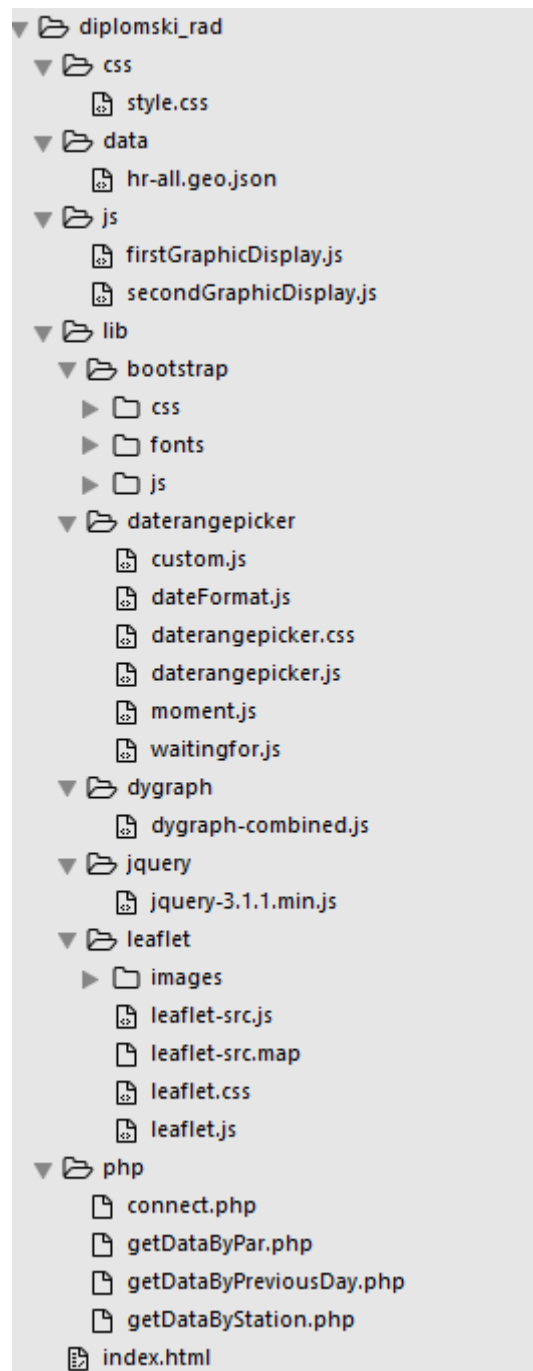 diplomski_rad
css
style.css
data
hr-all.geo.json
js
firstGraphicDisplay.js
secondGraphicDisplay.js
lib
bootstrap
css
fonts
js
daterangepicker
custom.js
dateFormat.js
daterangepicker.css
daterangepicker.js
moment.js
waitingfor.js
dygraph
dygraph-combined.js
jquery
jquery-3.1.1.min.js
leaflet
images
leaflet-src.js
leaflet-src.map
leaflet.css
leaflet.js
php
connect.php
getDataByPar.php
getDataByPreviousDay.php
getDataByStation.php
index.html